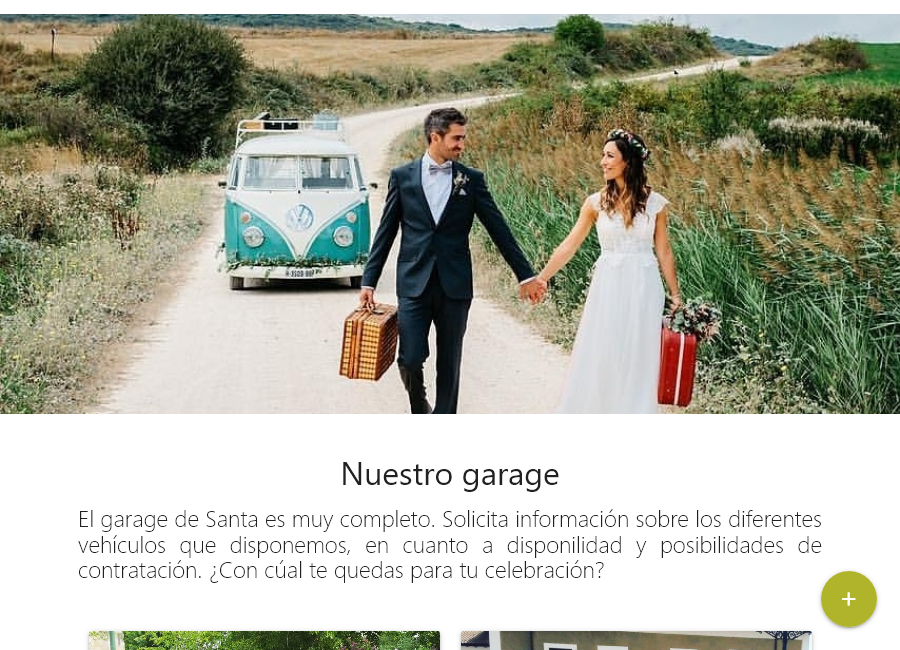 Nuestro garage
El garage de Santa es muy completo. Solicita información sobre los diferentes
vehículos que disponemos, en cuanto a disponilidad y posibilidades de
contratación. ¿Con cúal te quedas para tu celebración?
+